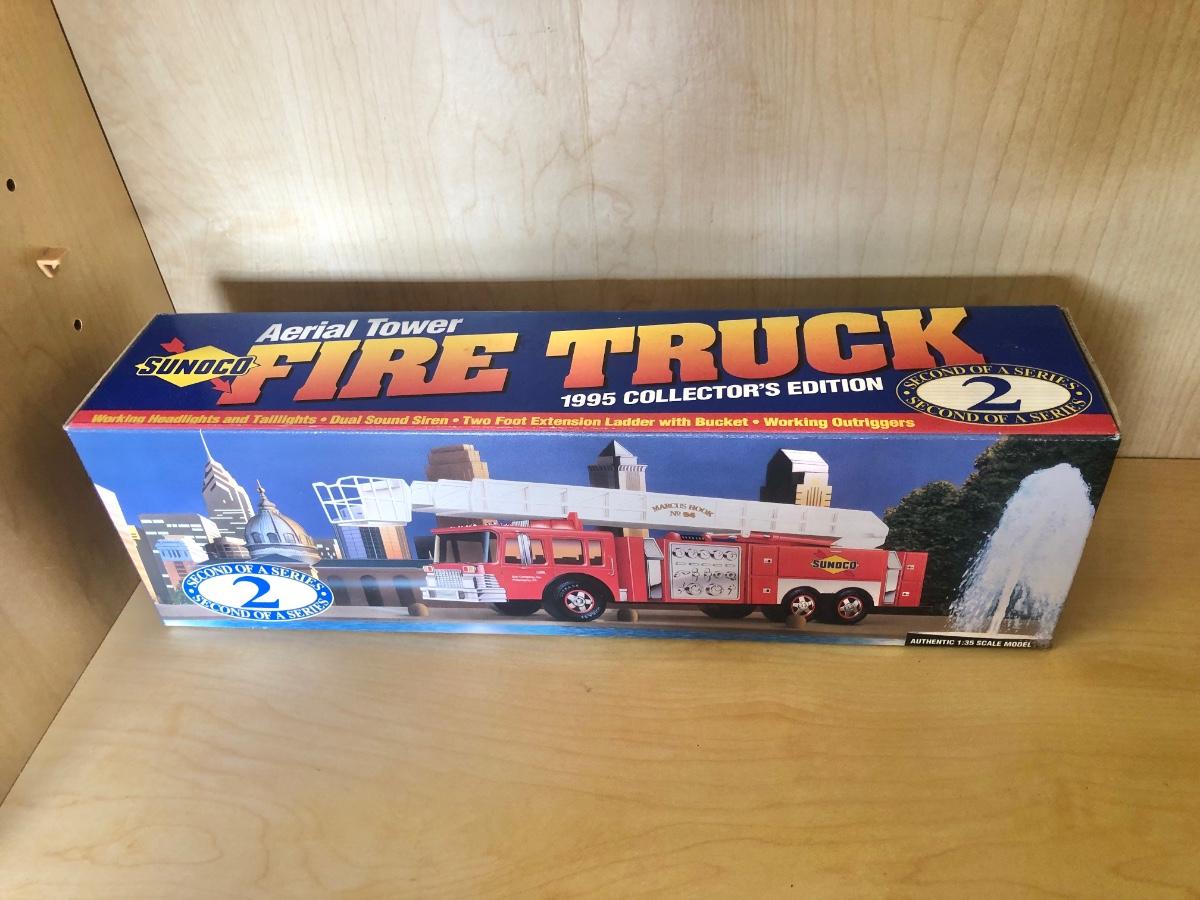 Aerial Tower
SUNOCO
FIRE TRUCK
1995 COLLECTOR'S EDITION
SECOND OF A SERIES
2
SECOND OF A SERIES
Working Headlights and Taillights • Dual Sound Siren • Two Foot Extension Ladder with Bucket • Working Outriggers
MARCUS HOOK
Nº 94
SUNOCO
SECOND OF A SERIES
2
SECOND OF A SERIES
AUTHENTIC 1:35 SCALE MODEL